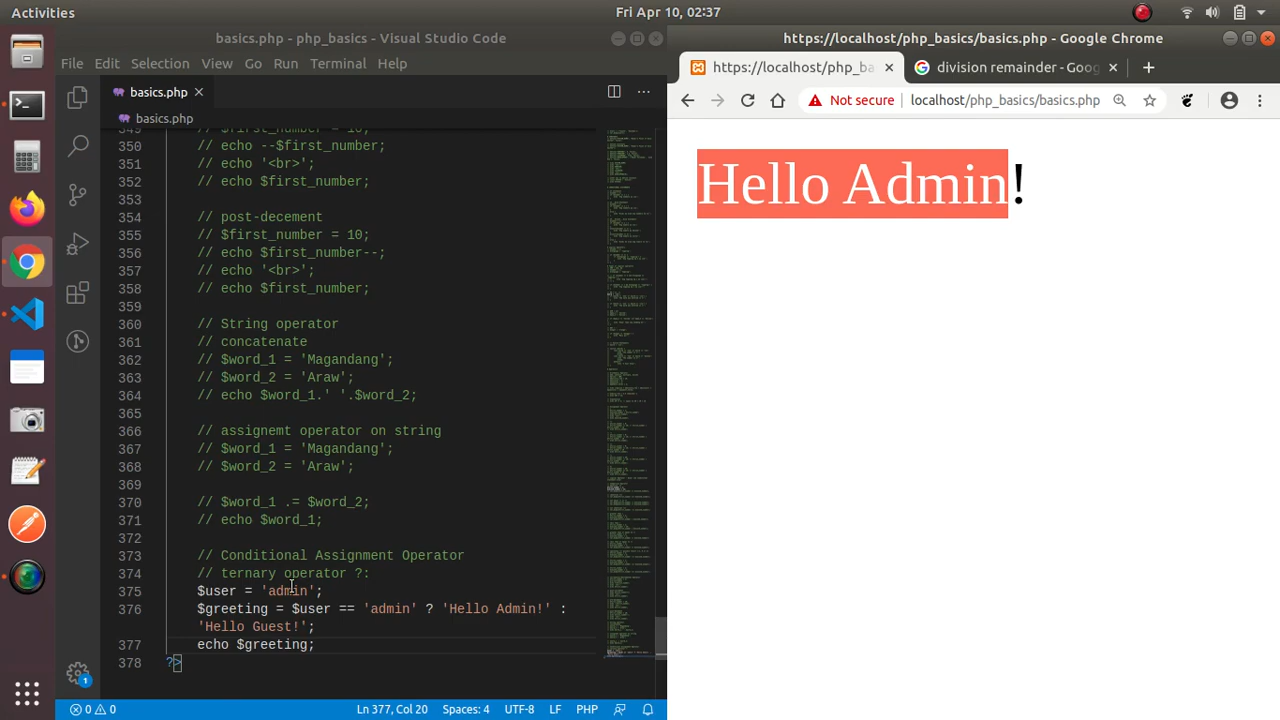 Activities
Fri Apr 10, 02:37
basics.php - php_basics - Visual Studio Code
File Edit Selection View Go Run Terminal Help
basics.php
basics.php
349 // $first_number = 10;
350 // echo --$first_number;
351 // echo '<br>';
352 // echo $first_number;
353
354 // post-decement
355 // $first_number = 10;
356 // echo $first_number--;
357 // echo '<br>';
358 // echo $first_number;
359
360 // String operator
361 // concatenate
362 // $word_1 = 'Magandang';
363 // $word_2 = 'Araw';
364 // echo $word_1.' '.$word_2;
365
366 // assignemt operator on string
367 // $word_1 = 'Magandang';
368 // $word_2 = 'Araw';
369
370 // $word_1 .= $word_2;
371 // echo $word_1;
372
373 // Conditional Assignment Operator
374 // ternary operator ?:
375 $user = 'admin';
376 $greeting = $user == 'admin' ? 'Hello Admin!' :
'Hello Guest!';
377 echo $greeting;
378 ?>
1
0 0 Ln 377, Col 20 Spaces: 4 UTF-8 LF PHP
https://localhost/php_basics/basics.php - Google Chrome
https://localhost/php_ba
division remainder - Goog
Not secure localhost/php_basics/basics.php
Hello Admin!